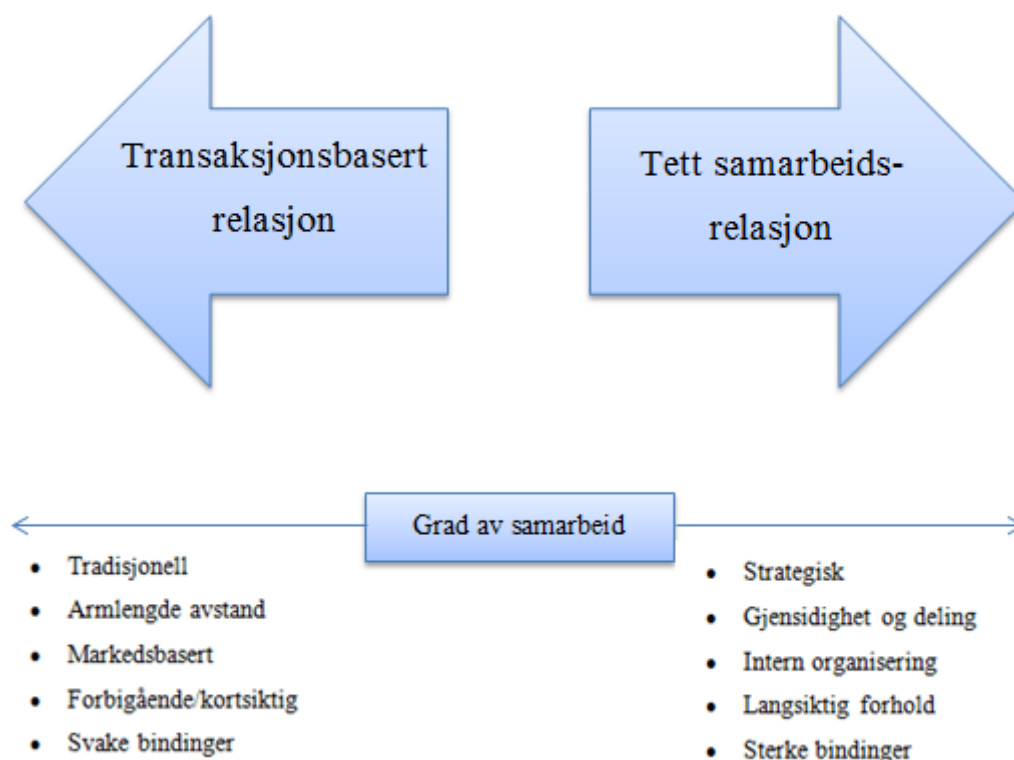 Transaksjonsbasert
relasjon
Tett samarbeids-
relasjon
Grad av samarbeid
• Tradisjonell
• Armlengde avstand
• Markedsbasert
• Forbigående/kortsiktig
• Svake bindinger
• Strategisk
• Gjensidighet og deling
• Intern organisering
• Langsiktig forhold
• Sterke bindinger